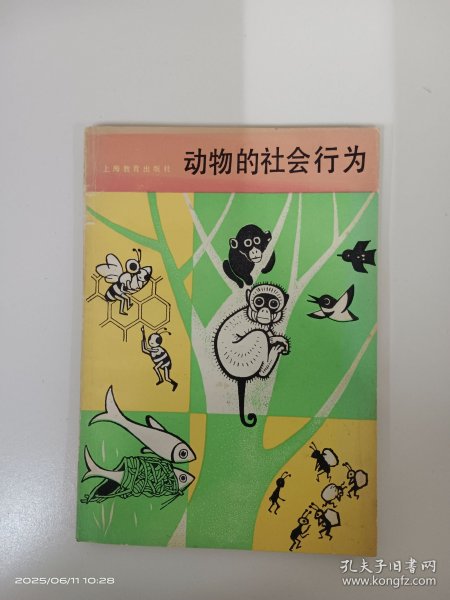 上海教育出版社
动物的社会行为
2025/06/11 10:28
孔夫子旧书网
www.kongfz.com